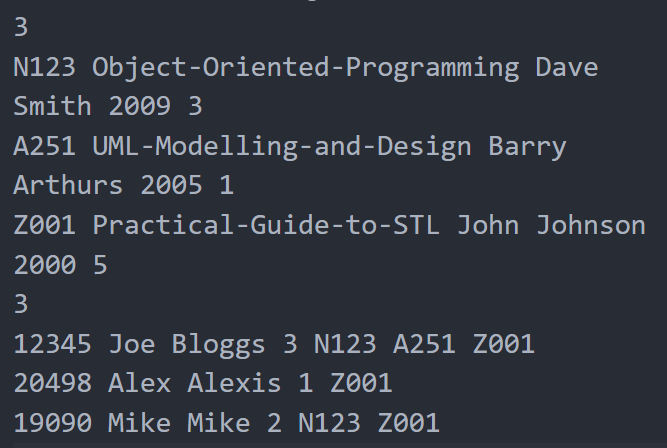 3
N123 Object-Oriented-Programming Dave
Smith 2009 3
A251 UML-Modelling-and-Design Barry
Arthurs 2005 1
Z001 Practical-Guide-to-STL John Johnson
2000 5
3
12345 Joe Bloggs 3 N123 A251 Z001
20498 Alex Alexis 1 Z001
19090 Mike Mike 2 N123 Z001